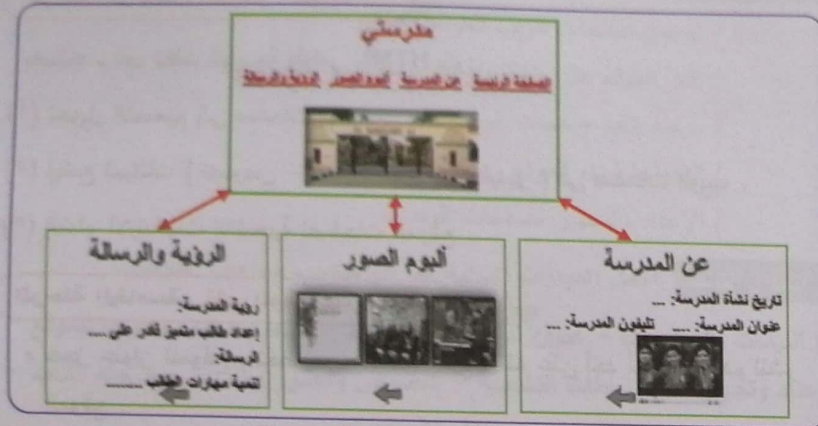 مدرستي
الصفحة الرئيسة عن المدرسة ألبوم الصور الرؤية والرسالة
عن المدرسة
تاريخ نشأة المدرسة: ...
عنوان المدرسة: .... تليفون المدرسة: ...
ألبوم الصور
الرؤية والرسالة
رؤية المدرسة:
إعداد طالب متميز قادر على ....
الرسالة:
تنمية مهارات الطالب ........